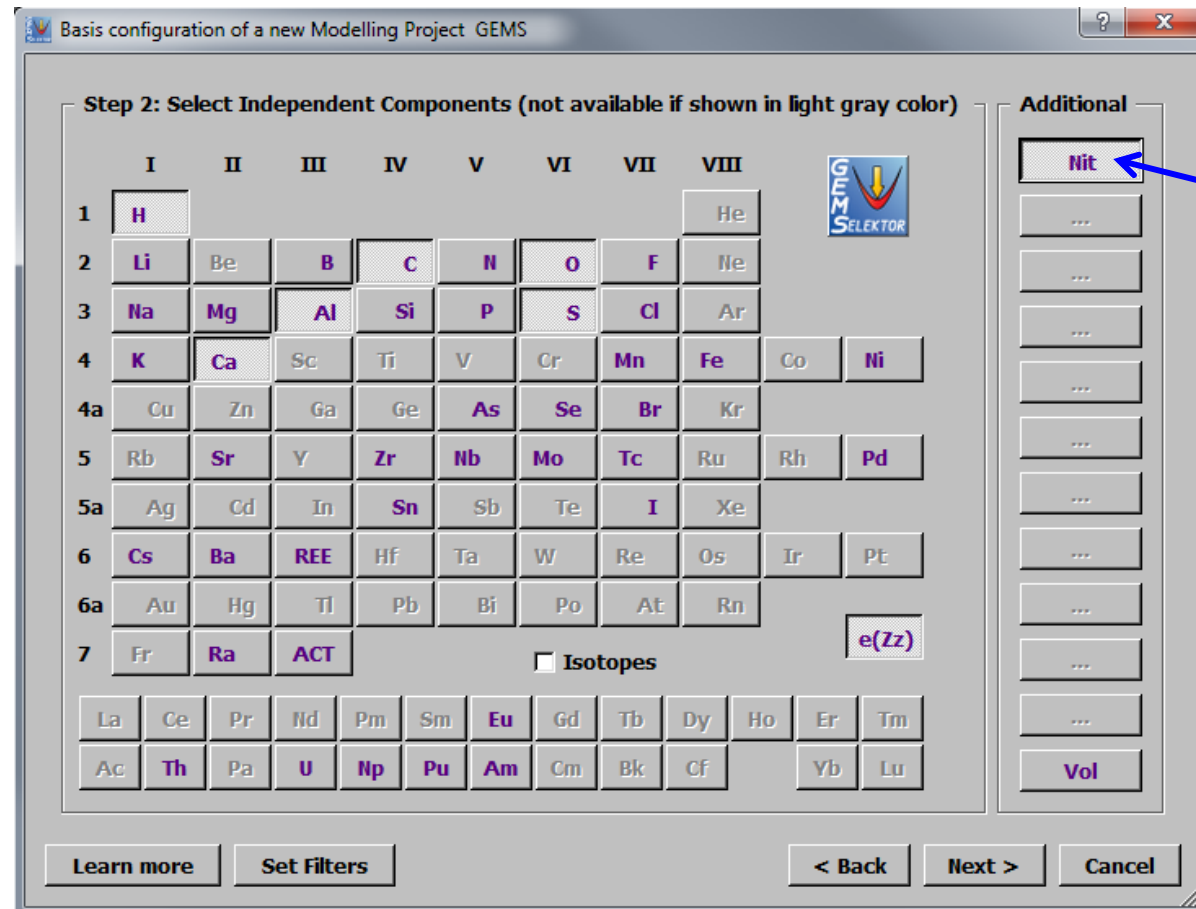 Basis configuration of a new Modelling Project GEMS
Step 2: Select Independent Components (not available if shown in light gray color)
Additional
I II III IV V VI VII VIII
GEM SELEKTOR
Nit
1 H He
...
2 Li Be B C N O F Ne
...
3 Na Mg Al Si P S Cl Ar
...
4 K Ca Sc Ti V Cr Mn Fe Co Ni
...
4a Cu Zn Ga Ge As Se Br Kr
...
5 Rb Sr Y Zr Nb Mo Tc Ru Rh Pd
...
5a Ag Cd In Sn Sb Te I Xe
...
6 Cs Ba REE Hf Ta W Re Os Ir Pt
...
6a Au Hg Tl Pb Bi Po At Rn
...
e(Zz)
7 Fr Ra ACT
Isotopes
...
La Ce Pr Nd Pm Sm Eu Gd Tb Dy Ho Er Tm
...
Ac Th Pa U Np Pu Am Cm Bk Cf Yb Lu
Vol
Learn more Set Filters < Back Next > Cancel